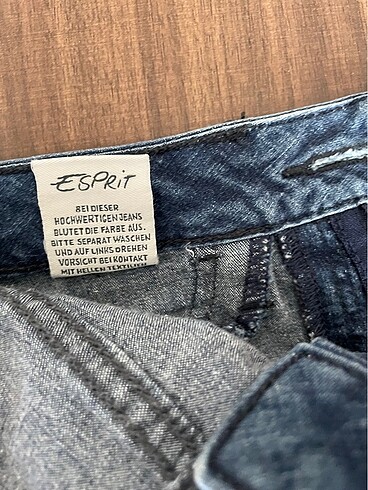 ESPRIT
BEI DIESER
HOCHWERTIGEN JEANS
BLUTET DIE FARBE AUS.
BITTE SEPARAT WASCHEN
UND AUF LINKS DREHEN
VORSICHT BEI KONTAKT
MIT HELLEN TEXTILIEN